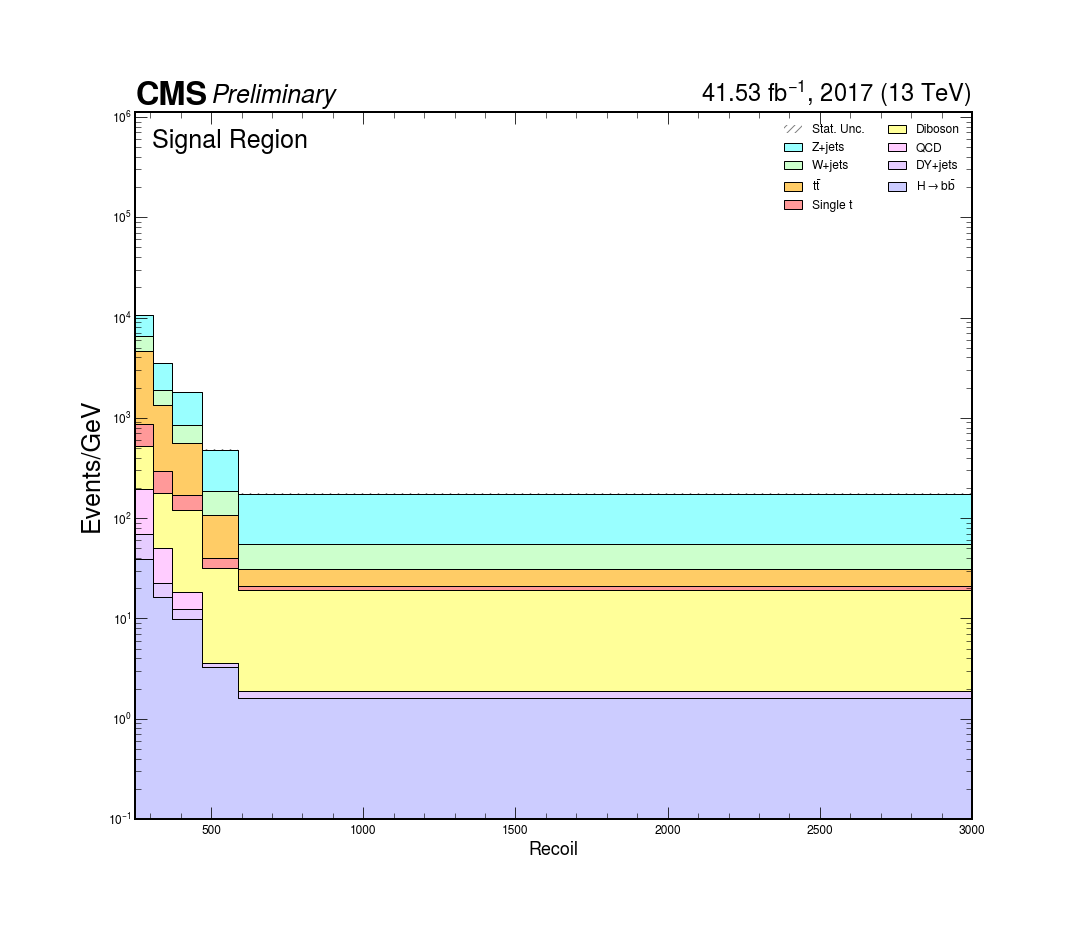 CMS Preliminary 41.53 fb⁻¹, 2017 (13 TeV)
Signal Region
Stat. Unc.
Z+jets
W+jets
tt̄
Single t
Diboson
QCD
DY+jets
H→bb̄
Events/GeV
10⁶
10⁵
10⁴
10³
10²
10¹
10⁰
10⁻¹
500 1000 1500 2000 2500 3000
Recoil